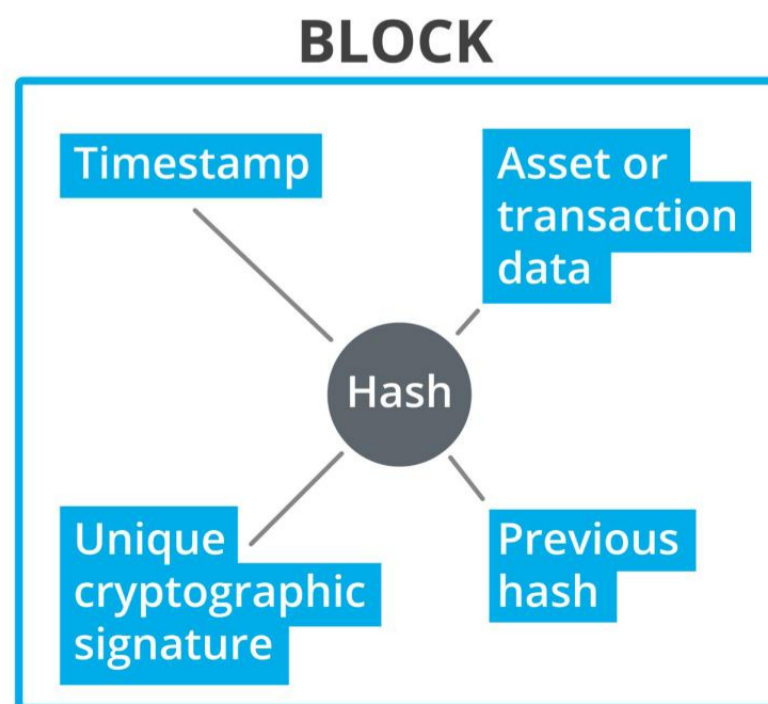 BLOCK
Timestamp
Asset or
transaction
data
Hash
Unique
cryptographic
signature
Previous
hash